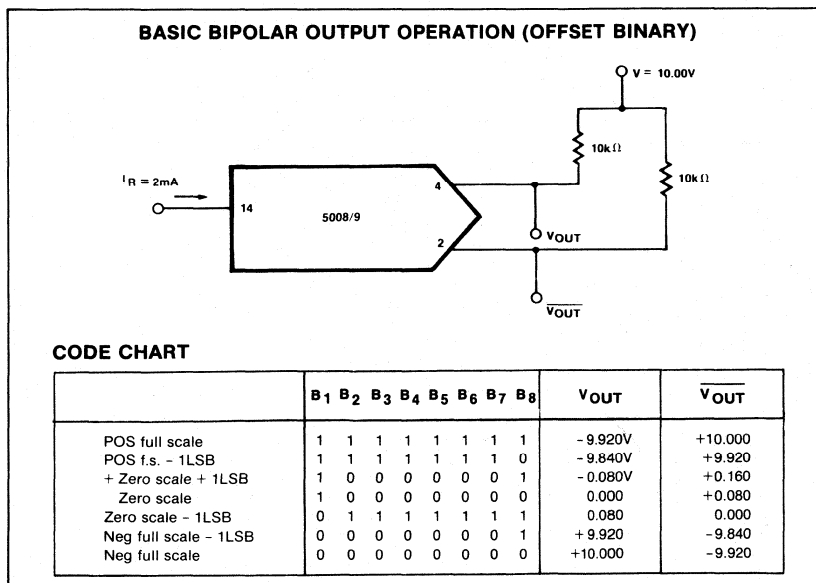 BASIC BIPOLAR OUTPUT OPERATION (OFFSET BINARY)
V = 10.00V
10kΩ
10kΩ
IR = 2mA
14
5008/9
4
2
VOUT
V̅O̅U̅T̅
CODE CHART
B1 B2 B3 B4 B5 B6 B7 B8 VOUT V̅O̅U̅T̅
POS full scale 1 1 1 1 1 1 1 1 -9.920V +10.000
POS f.s. - 1LSB 1 1 1 1 1 1 1 0 -9.840V +9.920
+ Zero scale + 1LSB 1 0 0 0 0 0 0 1 -0.080V +0.160
Zero scale 1 0 0 0 0 0 0 0 0.000 +0.080
Zero scale - 1LSB 0 1 1 1 1 1 1 1 0.080 0.000
Neg full scale - 1LSB 0 0 0 0 0 0 0 1 +9.920 -9.840
Neg full scale 0 0 0 0 0 0 0 0 +10.000 -9.920